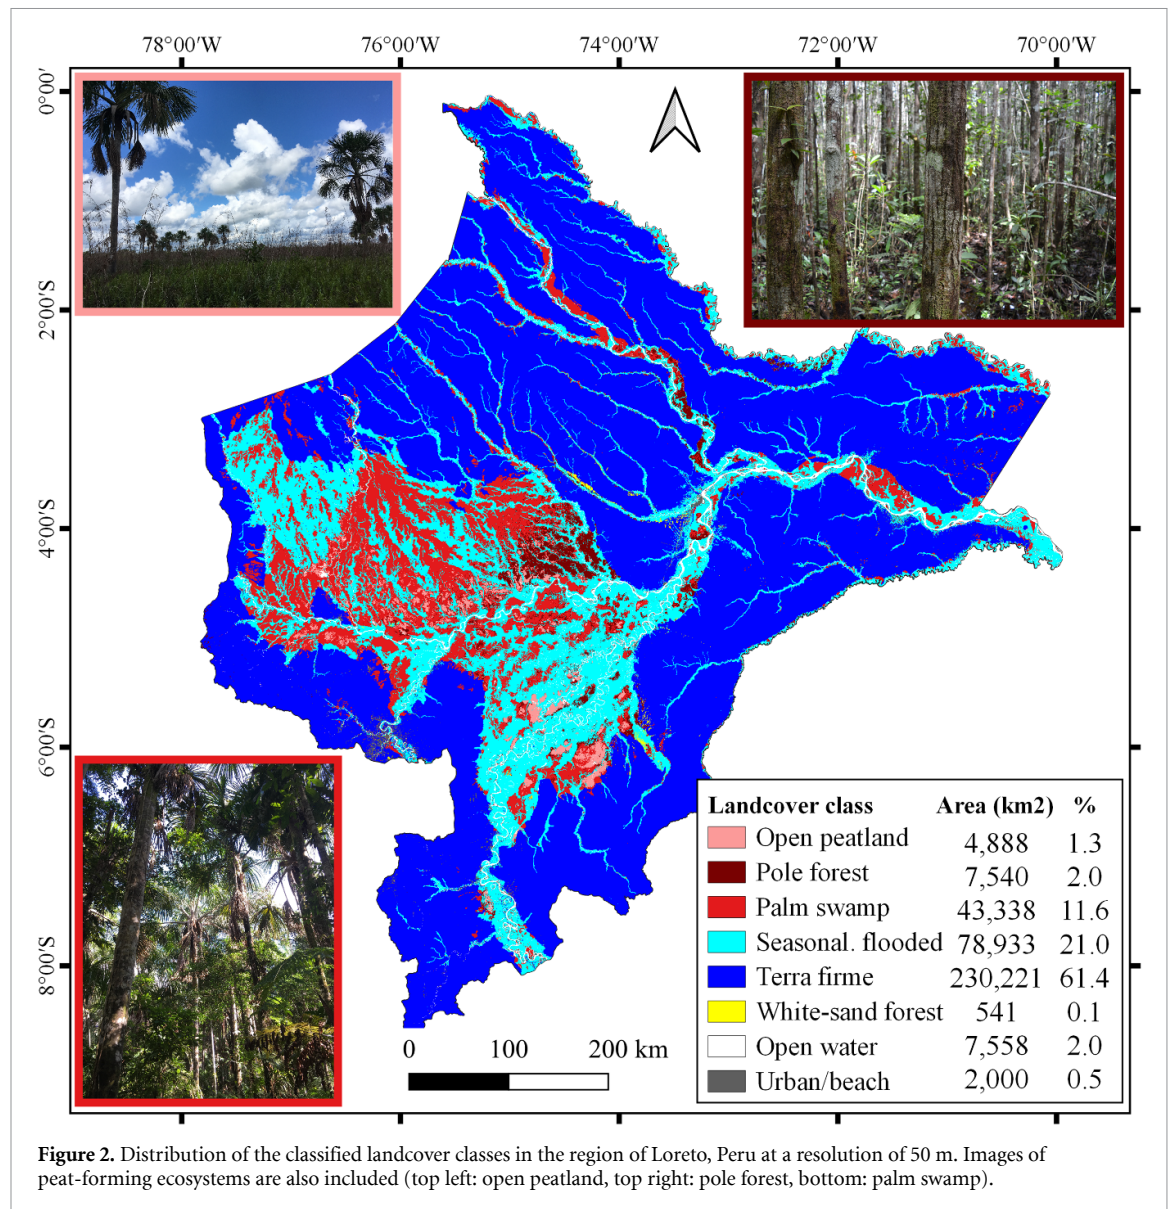 78°00′W 76°00′W 74°00′W 72°00′W 70°00′W
0°00′
2°00′S
4°00′S
6°00′S
8°00′S
Landcover class Area (km2) %
Open peatland 4,888 1.3
Pole forest 7,540 2.0
Palm swamp 43,338 11.6
Seasonal. flooded 78,933 21.0
Terra firme 230,221 61.4
White-sand forest 541 0.1
Open water 7,558 2.0
Urban/beach 2,000 0.5
0 100 200 km
Figure 2. Distribution of the classified landcover classes in the region of Loreto, Peru at a resolution of 50 m. Images of
peat-forming ecosystems are also included (top left: open peatland, top right: pole forest, bottom: palm swamp).